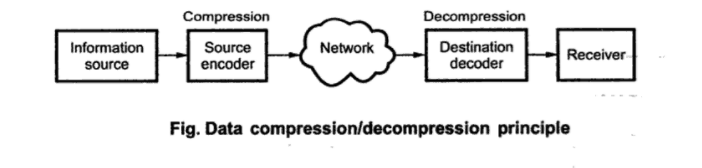 Compression
Decompression
Information
source
Source
encoder
Network
Destination
decoder
Receiver
Fig. Data compression/decompression principle